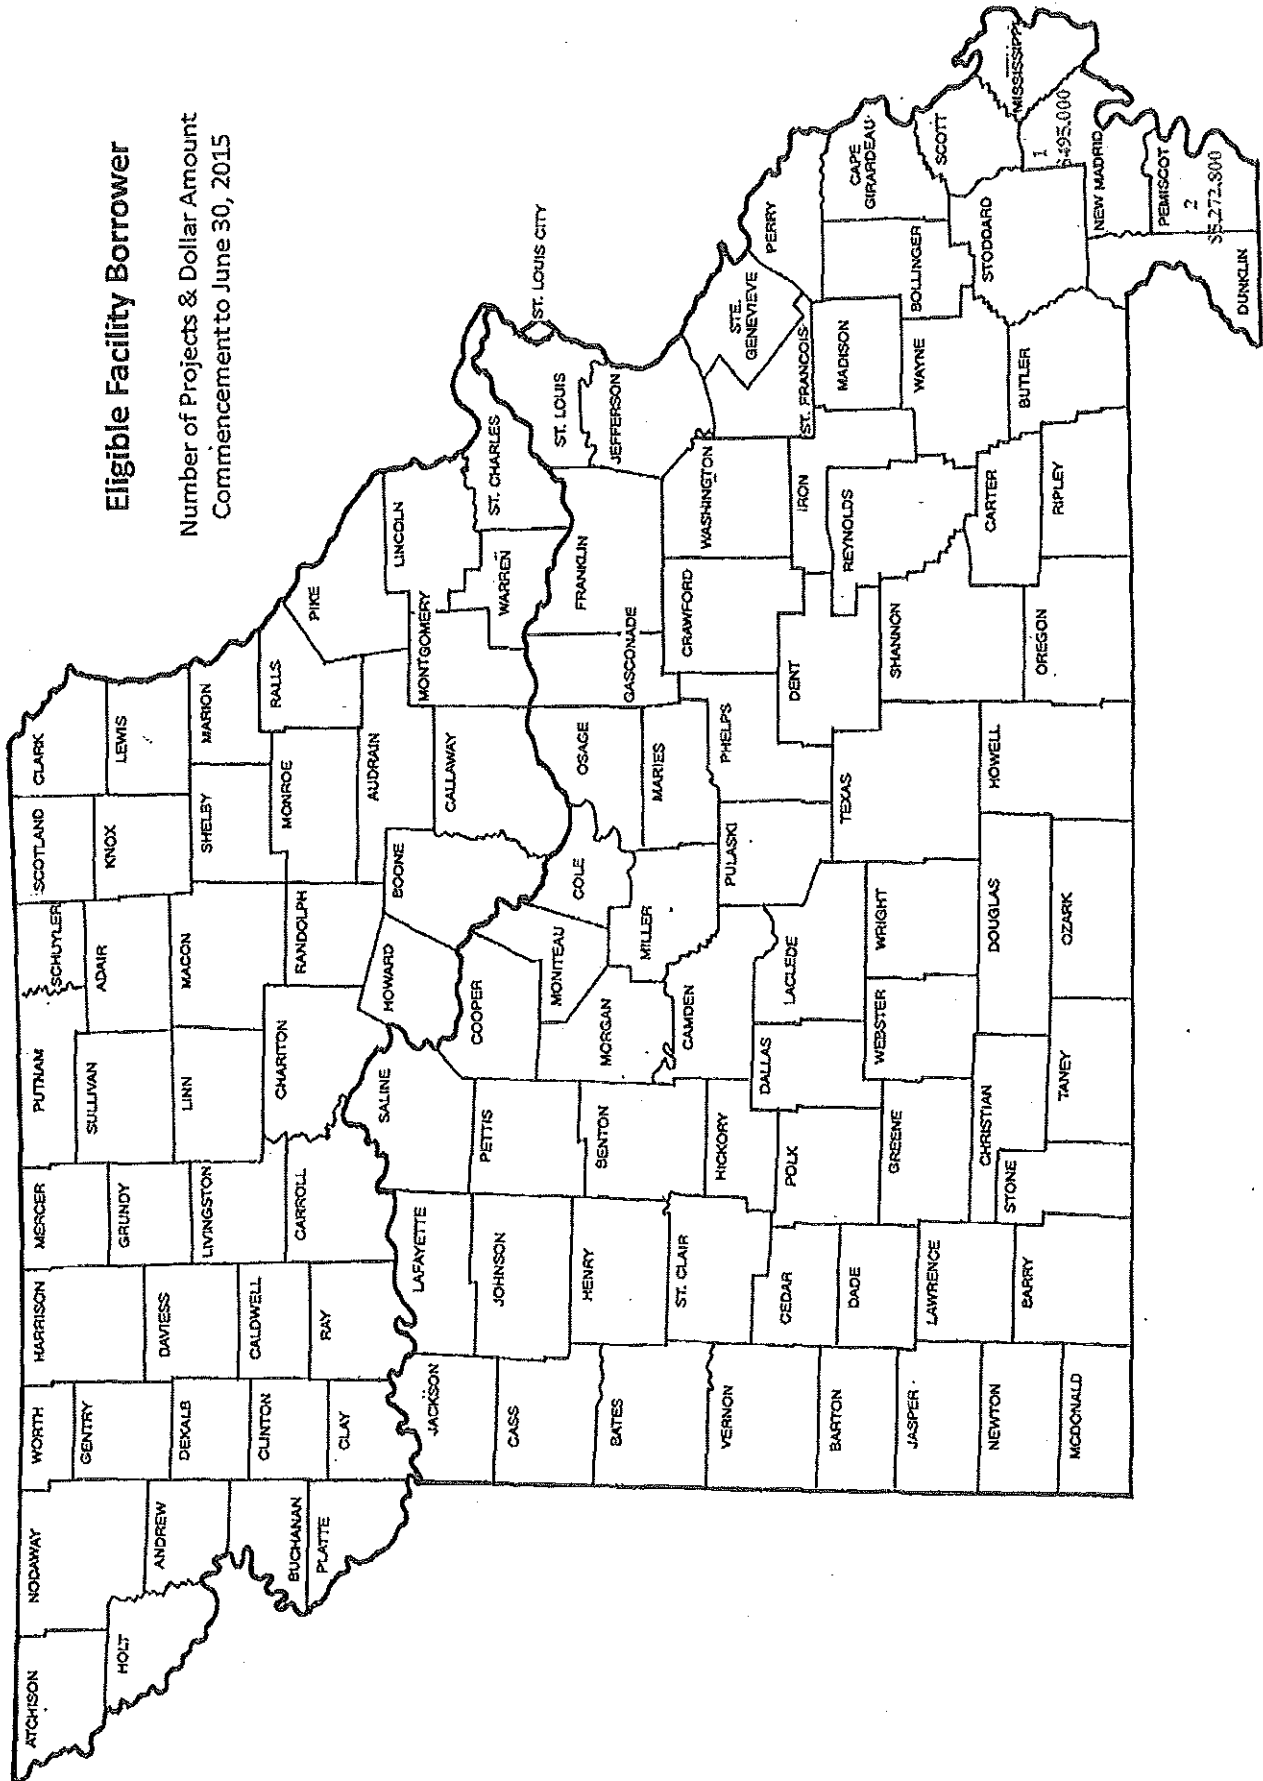 Eligible Facility Borrower
Number of Projects & Dollar Amount
Commencement to June 30, 2015
ATCHISON
NODAWAY
WORTH
HARRISON
MERCER
PUTNAM
SCHUYLER
SCOTLAND
CLARK
HOLT
GENTRY
GRUNDY
SULLIVAN
ADAIR
KNOX
LEWIS
ANDREW
DEKALB
DAVIESS
LIVINGSTON
LINN
MACON
SHELBY
MARION
BUCHANAN
CLINTON
CALDWELL
CARROLL
CHARITON
RANDOLPH
MONROE
RALLS
PLATTE
CLAY
RAY
SALINE
HOWARD
BOONE
AUDRAIN
PIKE
JACKSON
LAFAYETTE
COOPER
CALLAWAY
MONTGOMERY
LINCOLN
CASS
JOHNSON
PETTIS
MONITEAU
COLE
OSAGE
GASCONADE
WARREN
ST. CHARLES
FRANKLIN
ST. LOUIS
ST. LOUIS CITY
BATES
HENRY
BENTON
MORGAN
MILLER
MARIES
JEFFERSON
VERNON
ST. CLAIR
HICKORY
CAMDEN
PULASKI
PHELPS
CRAWFORD
WASHINGTON
STE.
GENEVIEVE
ST. FRANCOIS
PERRY
BARTON
CEDAR
POLK
DALLAS
LACLEDE
DENT
IRON
MADISON
CAPE
GIRARDEAU
JASPER
DADE
GREENE
WEBSTER
WRIGHT
TEXAS
REYNOLDS
WAYNE
BOLLINGER
SCOTT
NEWTON
LAWRENCE
CHRISTIAN
DOUGLAS
HOWELL
SHANNON
CARTER
BUTLER
STODDARD
MISSISSIPPI
MCDONALD
BARRY
STONE
TANEY
OZARK
OREGON
RIPLEY
1
$495,000
NEW MADRID
PEMISCOT
2
$5,272,800
DUNKLIN